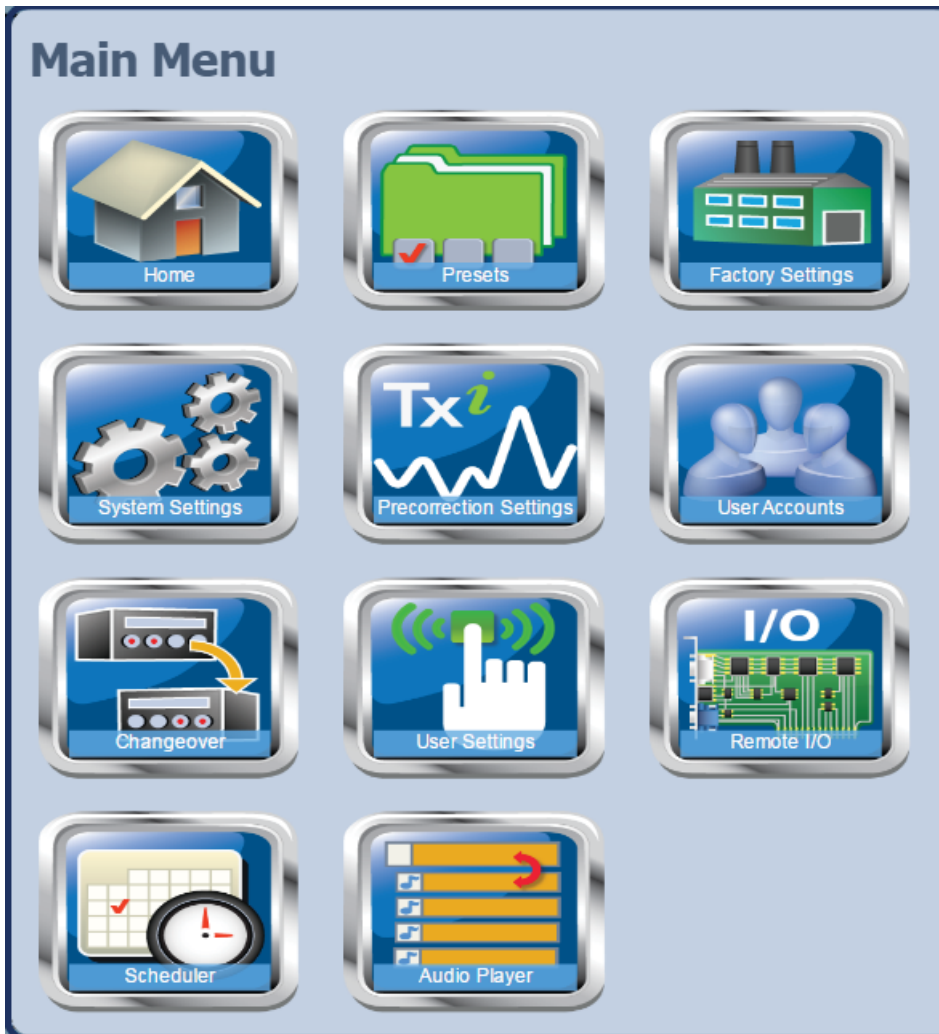 Main Menu
Home
Presets
Factory Settings
Txi
System Settings
Precorrection Settings
User Accounts
I/O
Changeover
User Settings
Remote I/O
Scheduler
Audio Player